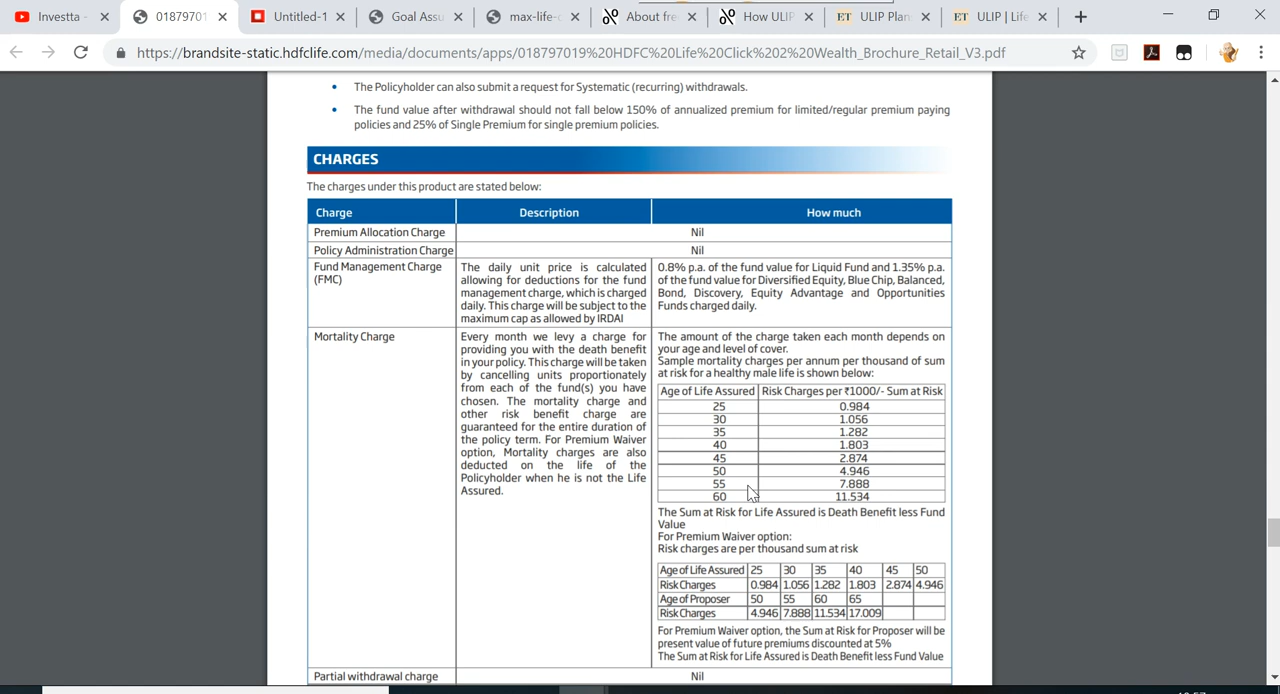 Investta
01879701
Untitled-1
Goal Assu
max-life-c
About fre
How ULIP
ET ULIP Plan
ET ULIP | Life
https://brandsite-static.hdfclife.com/media/documents/apps/018797019%20HDFC%20Life%20Click%202%20Wealth_Brochure_Retail_V3.pdf
• The Policyholder can also submit a request for Systematic (recurring) withdrawals.
• The fund value after withdrawal should not fall below 150% of annualized premium for limited/regular premium paying
policies and 25% of Single Premium for single premium policies.
CHARGES
The charges under this product are stated below:
Charge Description How much
Premium Allocation Charge Nil
Policy Administration Charge Nil
Fund Management Charge
(FMC)
The daily unit price is calculated
allowing for deductions for the fund
management charge, which is charged
daily. This charge will be subject to the
maximum cap as allowed by IRDAI
0.8% p.a. of the fund value for Liquid Fund and 1.35% p.a.
of the fund value for Diversified Equity, Blue Chip, Balanced,
Bond, Discovery, Equity Advantage and Opportunities
Funds charged daily.
Mortality Charge
Every month we levy a charge for
providing you with the death benefit
in your policy. This charge will be taken
by cancelling units proportionately
from each of the fund(s) you have
chosen. The mortality charge and
other risk benefit charge are
guaranteed for the entire duration of
the policy term. For Premium Waiver
option, Mortality charges are also
deducted on the life of the
Policyholder when he is not the Life
Assured.
The amount of the charge taken each month depends on
your age and level of cover.
Sample mortality charges per annum per thousand of sum
at risk for a healthy male life is shown below:
Age of Life Assured Risk Charges per ₹1000/- Sum at Risk
25 0.984
30 1.056
35 1.282
40 1.803
45 2.874
50 4.946
55 7.888
60 11.534
The Sum at Risk for Life Assured is Death Benefit less Fund
Value
For Premium Waiver option:
Risk charges are per thousand sum at risk
Age of Life Assured 25 30 35 40 45 50
Risk Charges 0.984 1.056 1.282 1.803 2.874 4.946
Age of Proposer 50 55 60 65
Risk Charges 4.946 7.888 11.534 17.009
For Premium Waiver option, the Sum at Risk for Proposer will be
present value of future premiums discounted at 5%
The Sum at Risk for Life Assured is Death Benefit less Fund Value
Partial withdrawal charge Nil